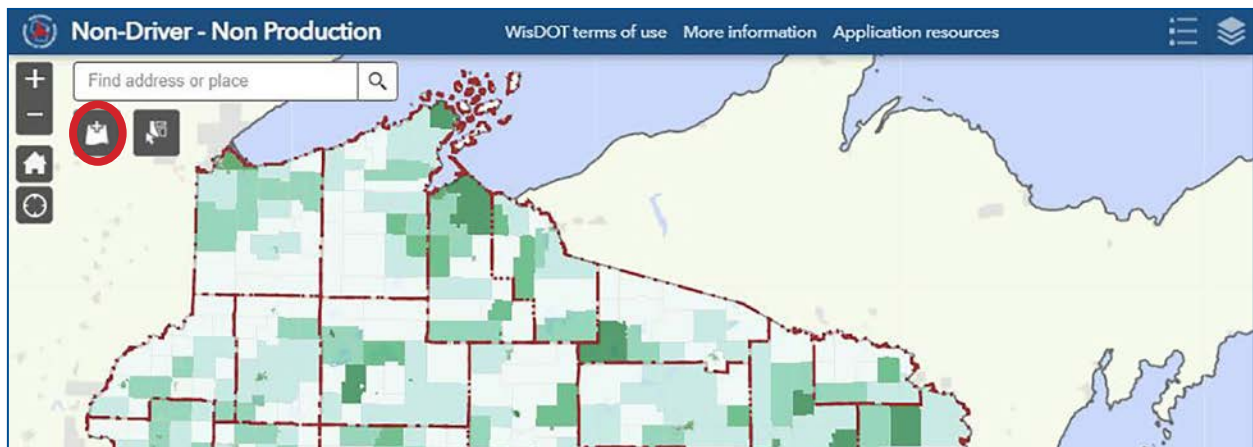 Non-Driver - Non Production
WisDOT terms of use More information Application resources
Find address or place